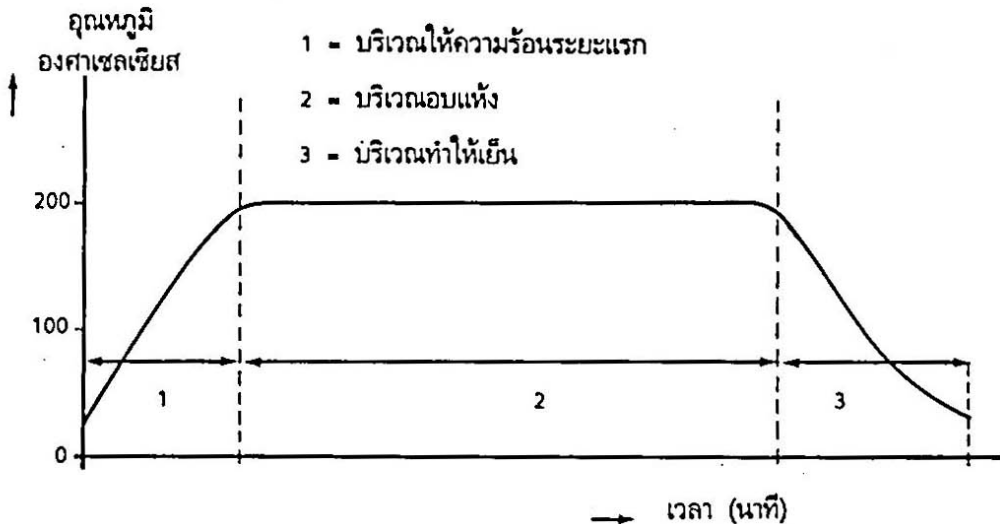 อุณหภูมิ
องศาเซลเซียส
1 = บริเวณให้ความร้อนระยะแรก
2 = บริเวณอบแห้ง
3 = บริเวณทำให้เย็น
200
100
0
1
2
3
เวลา (นาที)